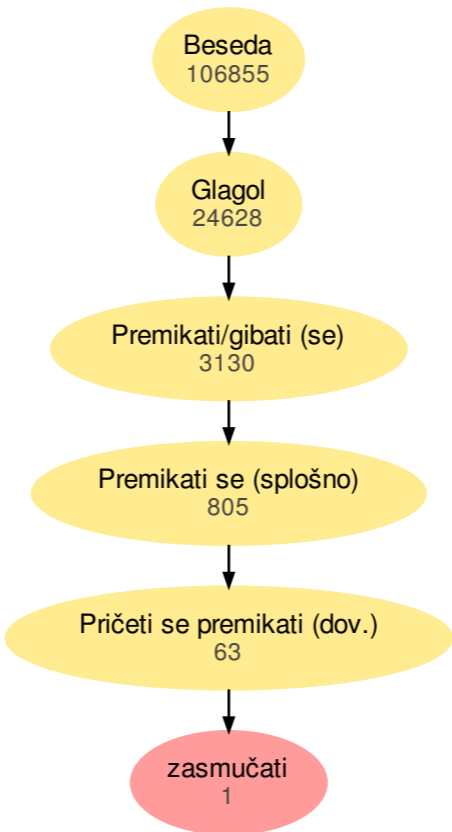 Beseda
106855
Glagol
24628
Premikati/gibati (se)
3130
Premikati se (splošno)
805
Pričeti se premikati (dov.)
63
zasmučati
1